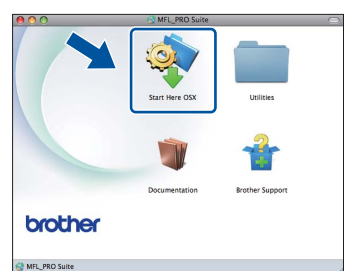 MFL_PRO Suite
Start Here OSX
Utilities
Documentation
Brother Support
brother
MFL_PRO Suite